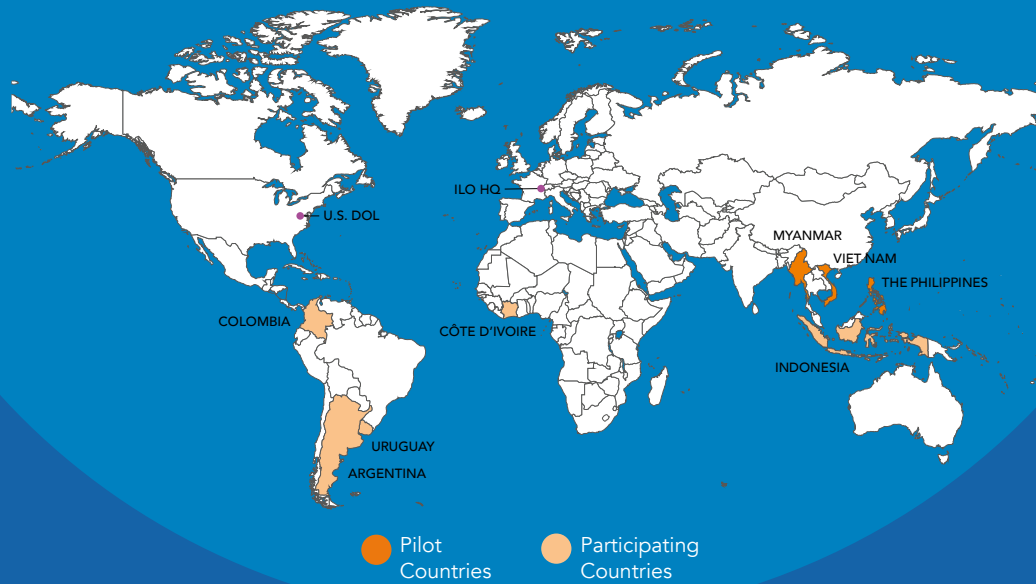 ILO HQ
U.S. DOL
MYANMAR
VIET NAM
THE PHILIPPINES
COLOMBIA
CÔTE D'IVOIRE
INDONESIA
URUGUAY
ARGENTINA
Pilot
Countries
Participating
Countries